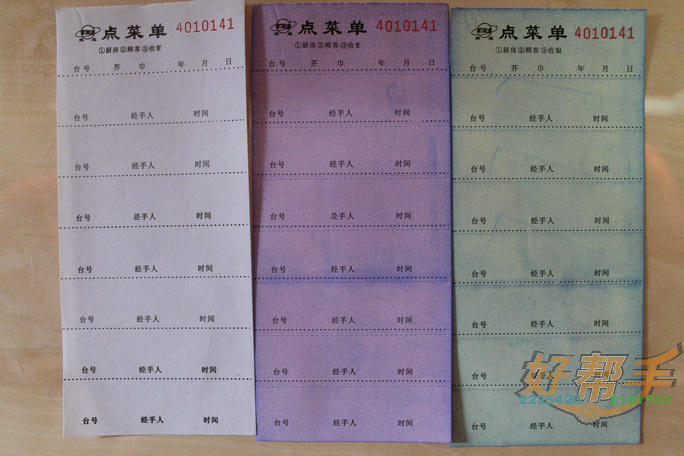 点菜单 4010141
①厨房②顾客③收
台号 芥 巾 年 月 日
台号 经手人 时间
台号 经手人 时间
台号 经手人 时间
台号 经手人 时间
台号 经手人 时间
台号 经手人 时间
台号 经手人 时间
点菜单 4010141
①厨房②顾客③收
台号 芥 巾 年 月 日
台号 经手人 时间
台号 经手人 时间
台号 经手人 时间
台号 经手人 时间
台号 经手人 时间
台号 经手人 时间
台号 经手人 时间
点菜单 4010141
①厨房②顾客③收银
台号 芥 巾 年 月 日
台号 经手人 时间
台号 经手人 时间
台号 经手人 时间
台号 经手人 时间
台号 经手人 时间
台号 经手人 时间
台号 经手人 时间
好帮手